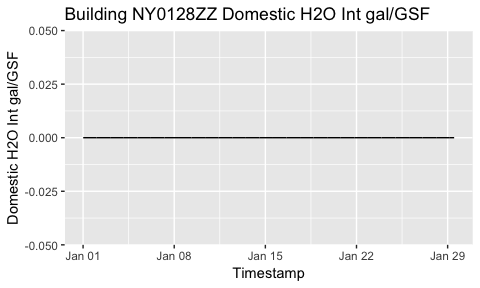 Building NY0128ZZ Domestic H2O Int gal/GSF
Domestic H2O Int gal/GSF
0.050
0.025
0.000
-0.025
-0.050
Jan 01
Jan 08
Jan 15
Jan 22
Jan 29
Timestamp